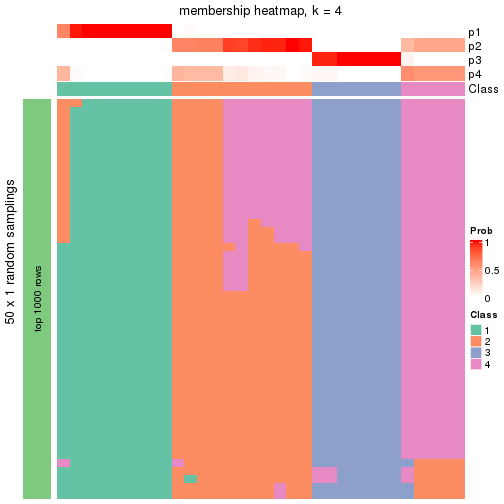 membership heatmap, k = 4
p1
p2
p3
p4
Class
50 x 1 random samplings
top 1000 rows
Prob
1
0.5
0
Class
1
2
3
4